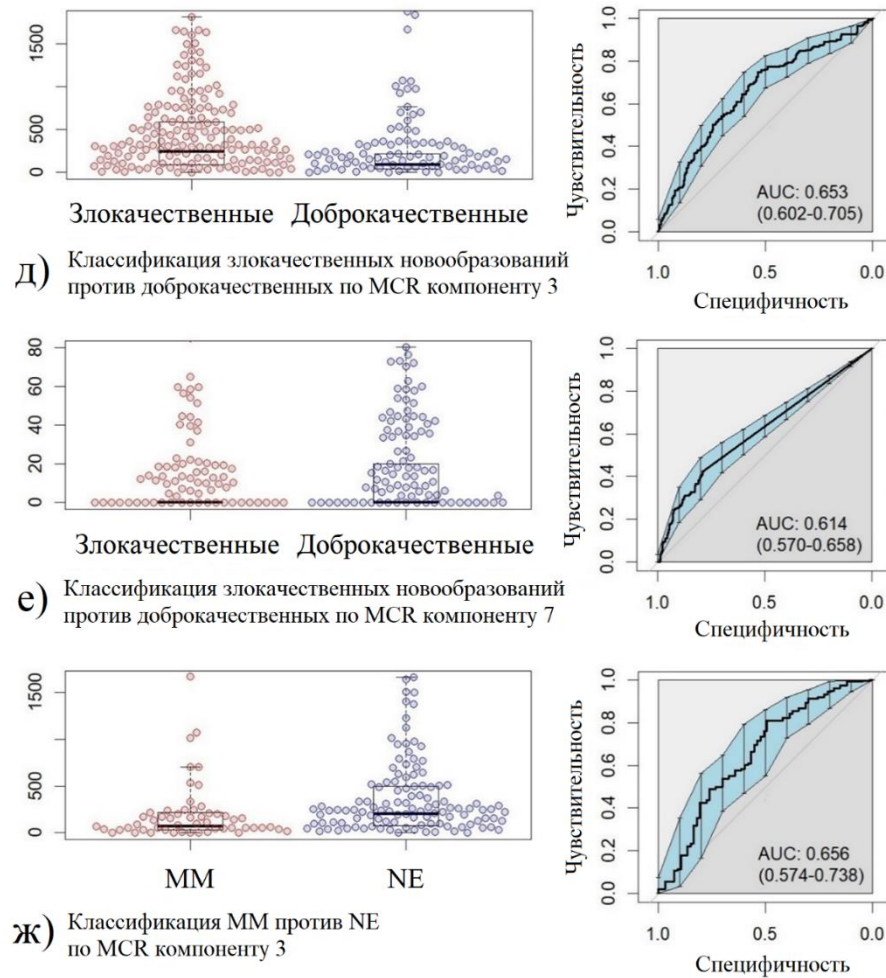 1500
500
0
Злокачественные Доброкачественные
Чувствительность
1.0
0.8
0.6
0.4
0.2
0.0
AUC: 0.653
(0.602-0.705)
1.0 0.5 0.0
Специфичность
д) Классификация злокачественных новообразований
против доброкачественных по MCR компоненту 3
80
60
40
20
0
Злокачественные Доброкачественные
Чувствительность
1.0
0.8
0.6
0.4
0.2
0.0
AUC: 0.614
(0.570-0.658)
1.0 0.5 0.0
Специфичность
е) Классификация злокачественных новообразований
против доброкачественных по MCR компоненту 7
1500
500
0
MM NE
Чувствительность
1.0
0.8
0.6
0.4
0.2
0.0
AUC: 0.656
(0.574-0.738)
1.0 0.5 0.0
Специфичность
ж) Классификация MM против NE
по MCR компоненту 3